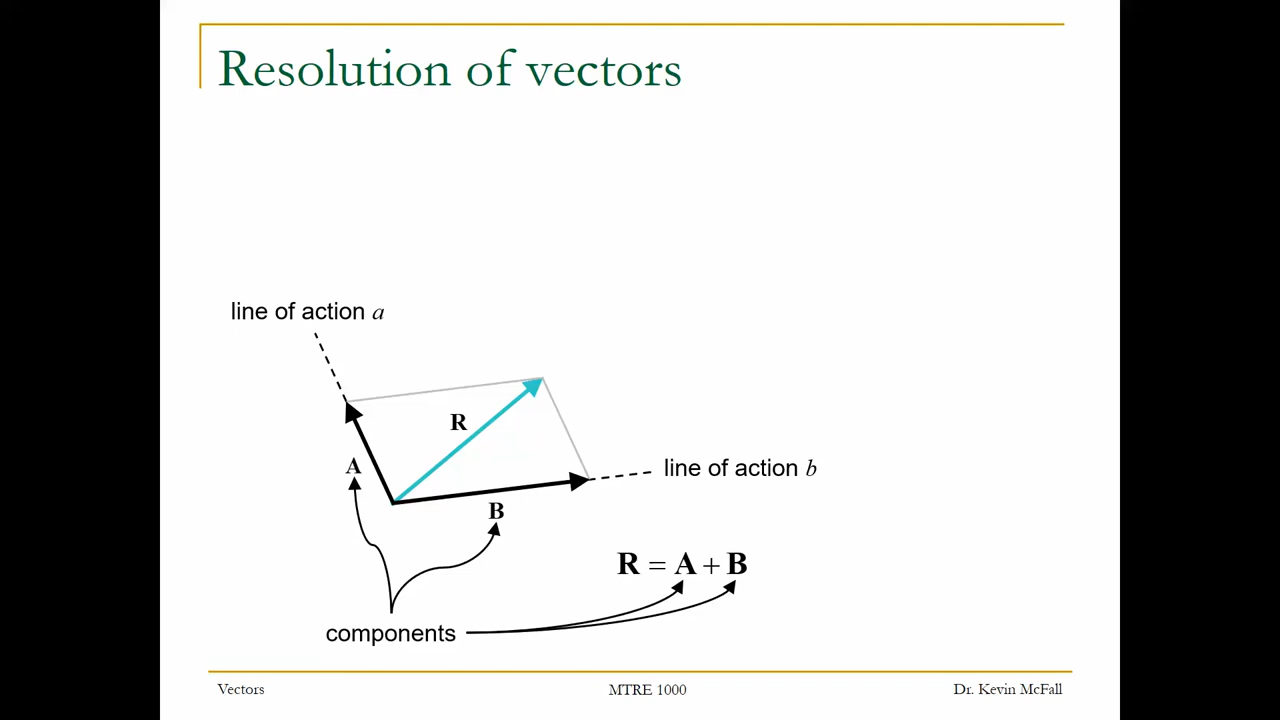 Resolution of vectors
line of action a
R
A
line of action b
B
R = A + B
components
Vectors
MTRE 1000
Dr. Kevin McFall